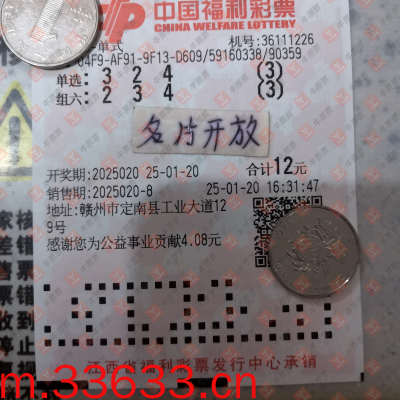 中国福利彩票
CHINA WELFARE LOTTERY
单式 机号:36111226
04F9-AF91-9F13-D609/59160338/90359
单选: 3 2 4 (3)
组六: 2 3 4 (3)
名片开放
开奖期:2025020 25-01-20 合计12元
销售期:2025020-8 25-01-20 16:31:47
地址:赣州市定南县工业大道12
9号
感谢您为公益事业贡献4.08元
江西省福利彩票发行中心承销
m.33633.cn